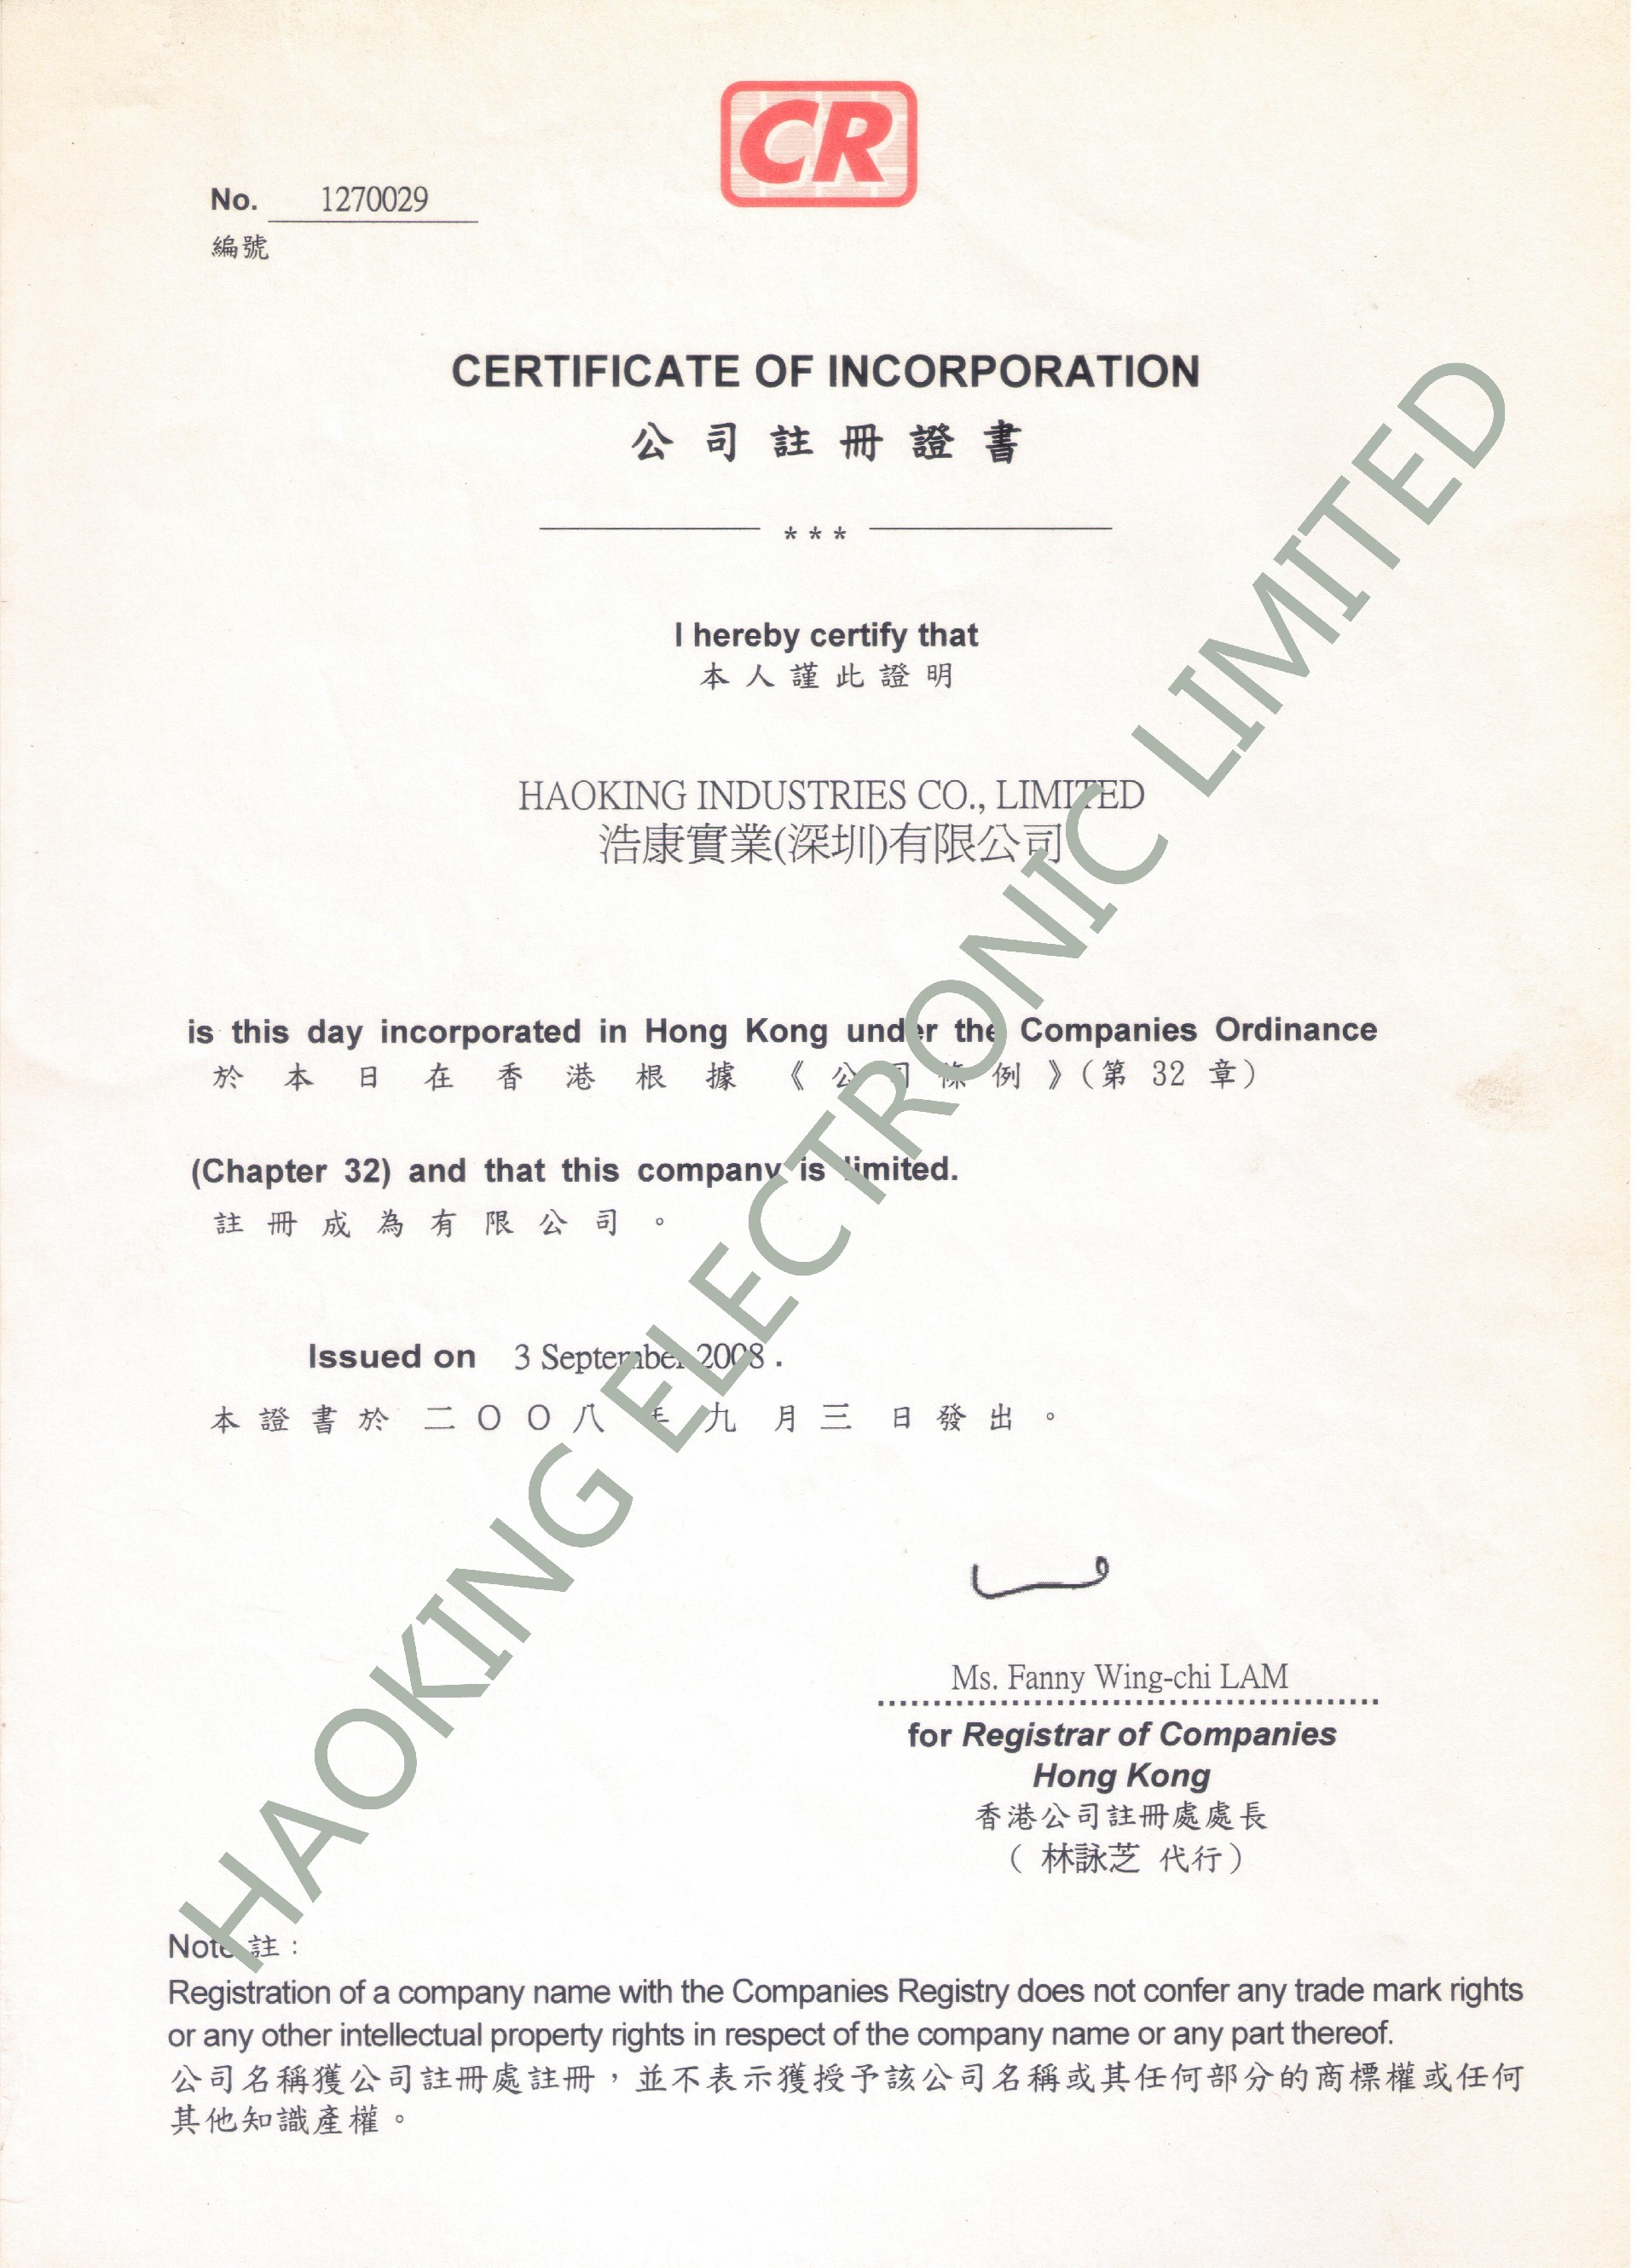 CR
No. 1270029
編號
CERTIFICATE OF INCORPORATION
公司註冊證書
* * *
I hereby certify that
本人謹此證明
HAOKING INDUSTRIES CO., LIMITED
浩康實業(深圳)有限公司
is this day incorporated in Hong Kong under the Companies Ordinance
於本日在香港根據《公司條例》(第 32 章)
(Chapter 32) and that this company is limited.
註冊成為有限公司。
Issued on 3 September 2008.
本證書於二〇〇八年九月三日發出。
Ms. Fanny Wing-chi LAM
for Registrar of Companies
Hong Kong
香港公司註冊處處長
(林詠芝 代行)
Note 註:
Registration of a company name with the Companies Registry does not confer any trade mark rights
or any other intellectual property rights in respect of the company name or any part thereof.
公司名稱獲公司註冊處註冊,並不表示獲授予該公司名稱或其任何部分的商標權或任何
其他知識產權。
HAOKING ELECTRONIC LIMITED